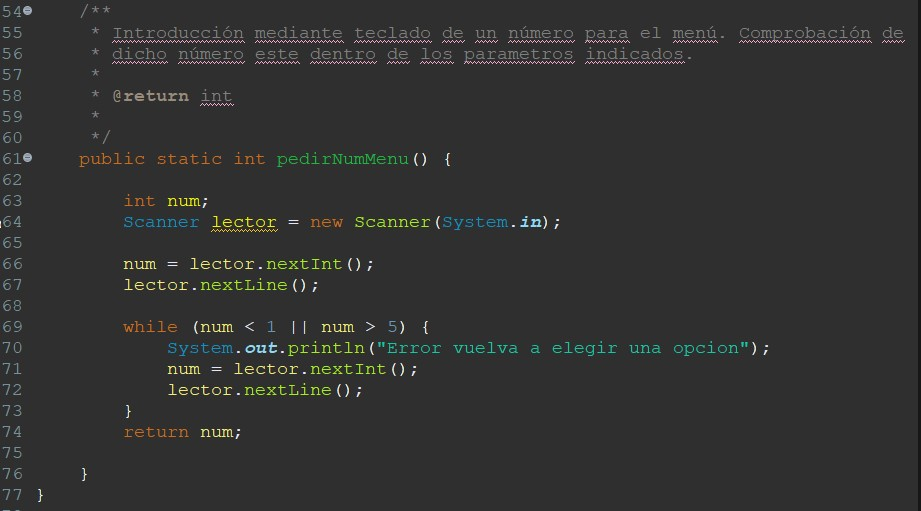 54 /**
55 * Introducción mediante teclado de un número para el menú. Comprobación de
56 * dicho número este dentro de los parametros indicados.
57 *
58 * @return int
59 *
60 */
61 public static int pedirNumMenu() {
62
63 int num;
64 Scanner lector = new Scanner(System.in);
65
66 num = lector.nextInt();
67 lector.nextLine();
68
69 while (num < 1 || num > 5) {
70 System.out.println("Error vuelva a elegir una opcion");
71 num = lector.nextInt();
72 lector.nextLine();
73 }
74 return num;
75
76 }
77 }